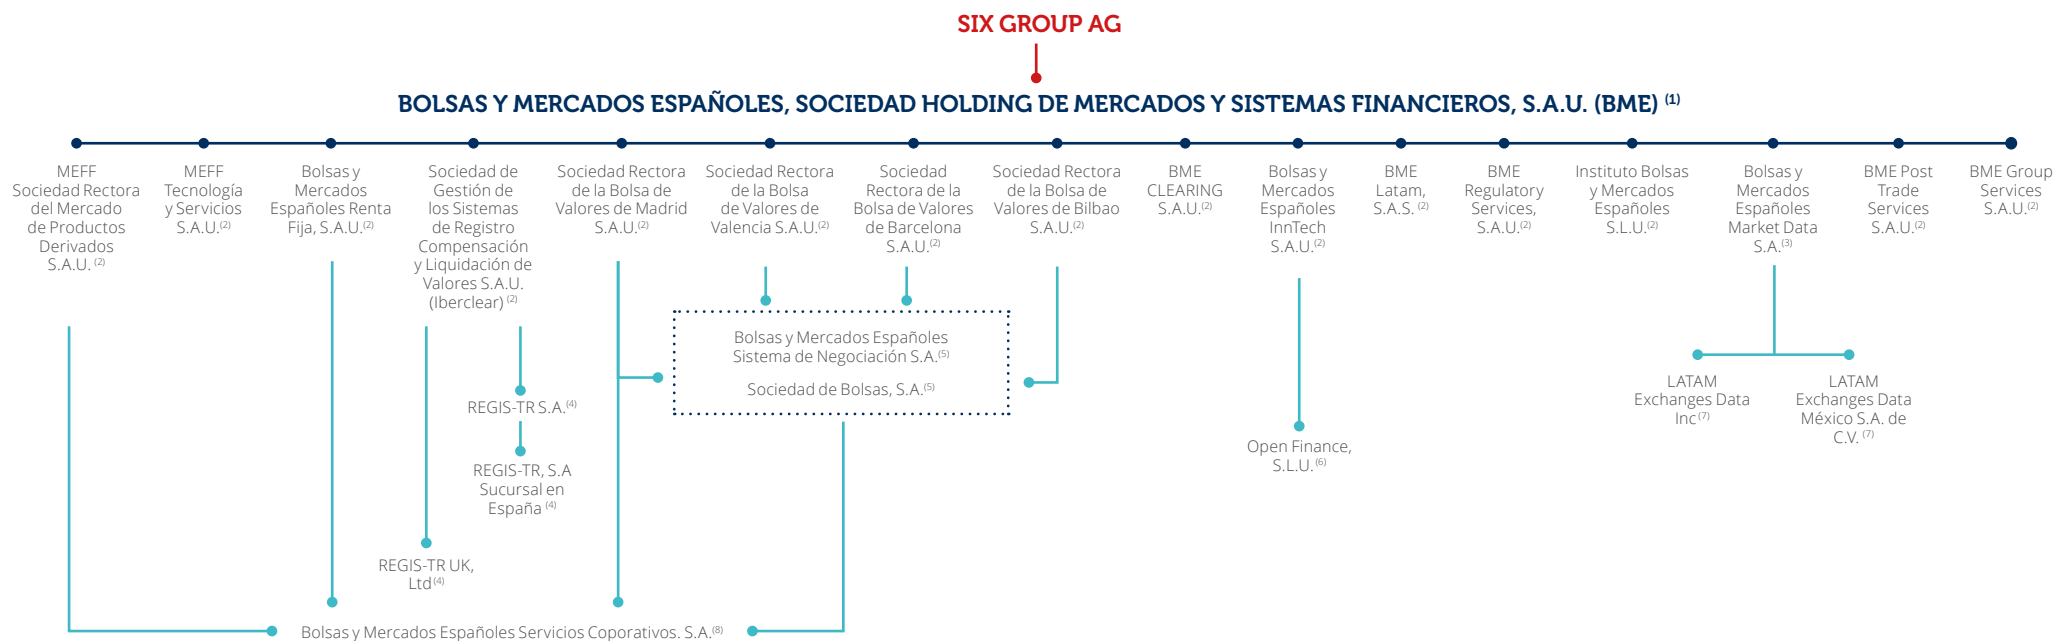 SIX GROUP AG
BOLSAS Y MERCADOS ESPAÑOLES, SOCIEDAD HOLDING DE MERCADOS Y SISTEMAS FINANCIEROS, S.A.U. (BME) (1)
MEFF
Sociedad Rectora
del Mercado
de Productos
Derivados
S.A.U. (2)
MEFF
Tecnología
y Servicios
S.A.U.(2)
Bolsas y
Mercados
Españoles Renta
Fija, S.A.U.(2)
Sociedad de
Gestión de
los Sistemas
de Registro
Compensación
y Liquidación de
Valores S.A.U.
(Iberclear) (2)
Sociedad Rectora
de la Bolsa de
Valores de Madrid
S.A.U.(2)
Sociedad Rectora
de la Bolsa
de Valores de
Valencia S.A.U.(2)
Sociedad
Rectora de la
Bolsa de Valores
de Barcelona
S.A.U.(2)
Sociedad Rectora
de la Bolsa de
Valores de Bilbao
S.A.U.(2)
BME
CLEARING
S.A.U.(2)
Bolsas y
Mercados
Españoles
InnTech
S.A.U.(2)
BME
Latam,
S.A.S. (2)
BME
Regulatory
Services,
S.A.U.(2)
Instituto Bolsas
y Mercados
Españoles
S.L.U.(2)
Bolsas y
Mercados
Españoles
Market Data
S.A.(3)
BME Post
Trade
Services
S.A.U.(2)
BME Group
Services
S.A.U.(2)
Bolsas y Mercados Españoles
Sistema de Negociación S.A.(5)
Sociedad de Bolsas, S.A.(5)
REGIS-TR S.A.(4)
REGIS-TR, S.A
Sucursal en
España (4)
REGIS-TR UK,
Ltd(4)
Open Finance,
S.L.U.(6)
LATAM
Exchanges Data
Inc(7)
LATAM
Exchanges Data
México S.A. de
C.V. (7)
Bolsas y Mercados Españoles Servicios Coporativos. S.A.(8)